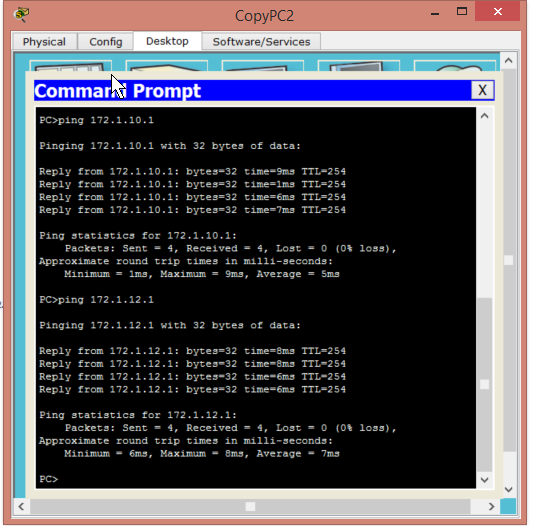 CopyPC2
Physical Config Desktop Software/Services
Command Prompt X
PC>ping 172.1.10.1
Pinging 172.1.10.1 with 32 bytes of data:
Reply from 172.1.10.1: bytes=32 time=9ms TTL=254
Reply from 172.1.10.1: bytes=32 time=1ms TTL=254
Reply from 172.1.10.1: bytes=32 time=6ms TTL=254
Reply from 172.1.10.1: bytes=32 time=7ms TTL=254
Ping statistics for 172.1.10.1:
Packets: Sent = 4, Received = 4, Lost = 0 (0% loss),
Approximate round trip times in milli-seconds:
Minimum = 1ms, Maximum = 9ms, Average = 5ms
PC>ping 172.1.12.1
Pinging 172.1.12.1 with 32 bytes of data:
Reply from 172.1.12.1: bytes=32 time=8ms TTL=254
Reply from 172.1.12.1: bytes=32 time=8ms TTL=254
Reply from 172.1.12.1: bytes=32 time=6ms TTL=254
Reply from 172.1.12.1: bytes=32 time=6ms TTL=254
Ping statistics for 172.1.12.1:
Packets: Sent = 4, Received = 4, Lost = 0 (0% loss),
Approximate round trip times in milli-seconds:
Minimum = 6ms, Maximum = 8ms, Average = 7ms
PC>